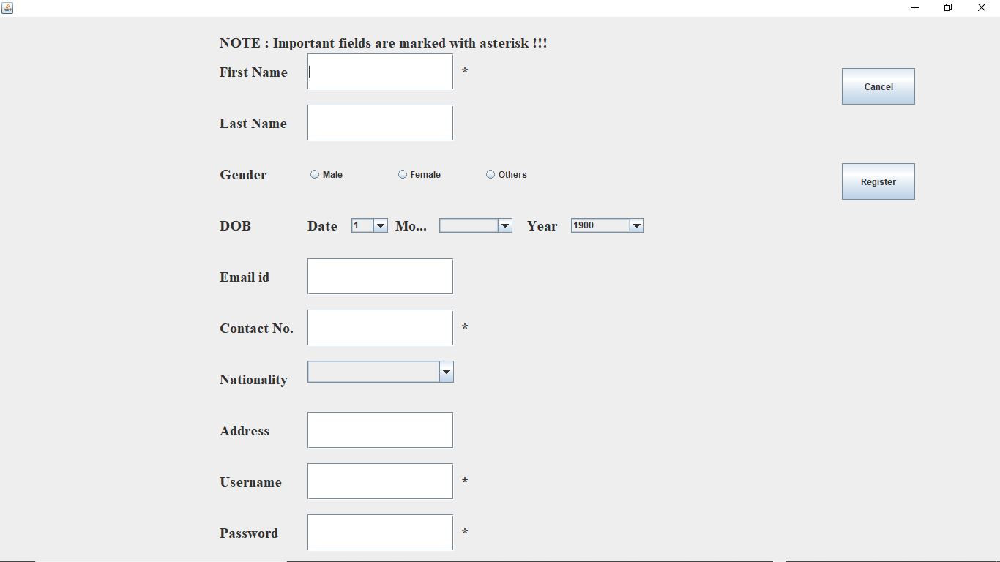 NOTE : Important fields are marked with asterisk !!!
First Name *
Cancel
Last Name
Gender Male Female Others
Register
DOB Date 1 Mo... Year 1900
Email id
Contact No. *
Nationality
Address
Username *
Password *